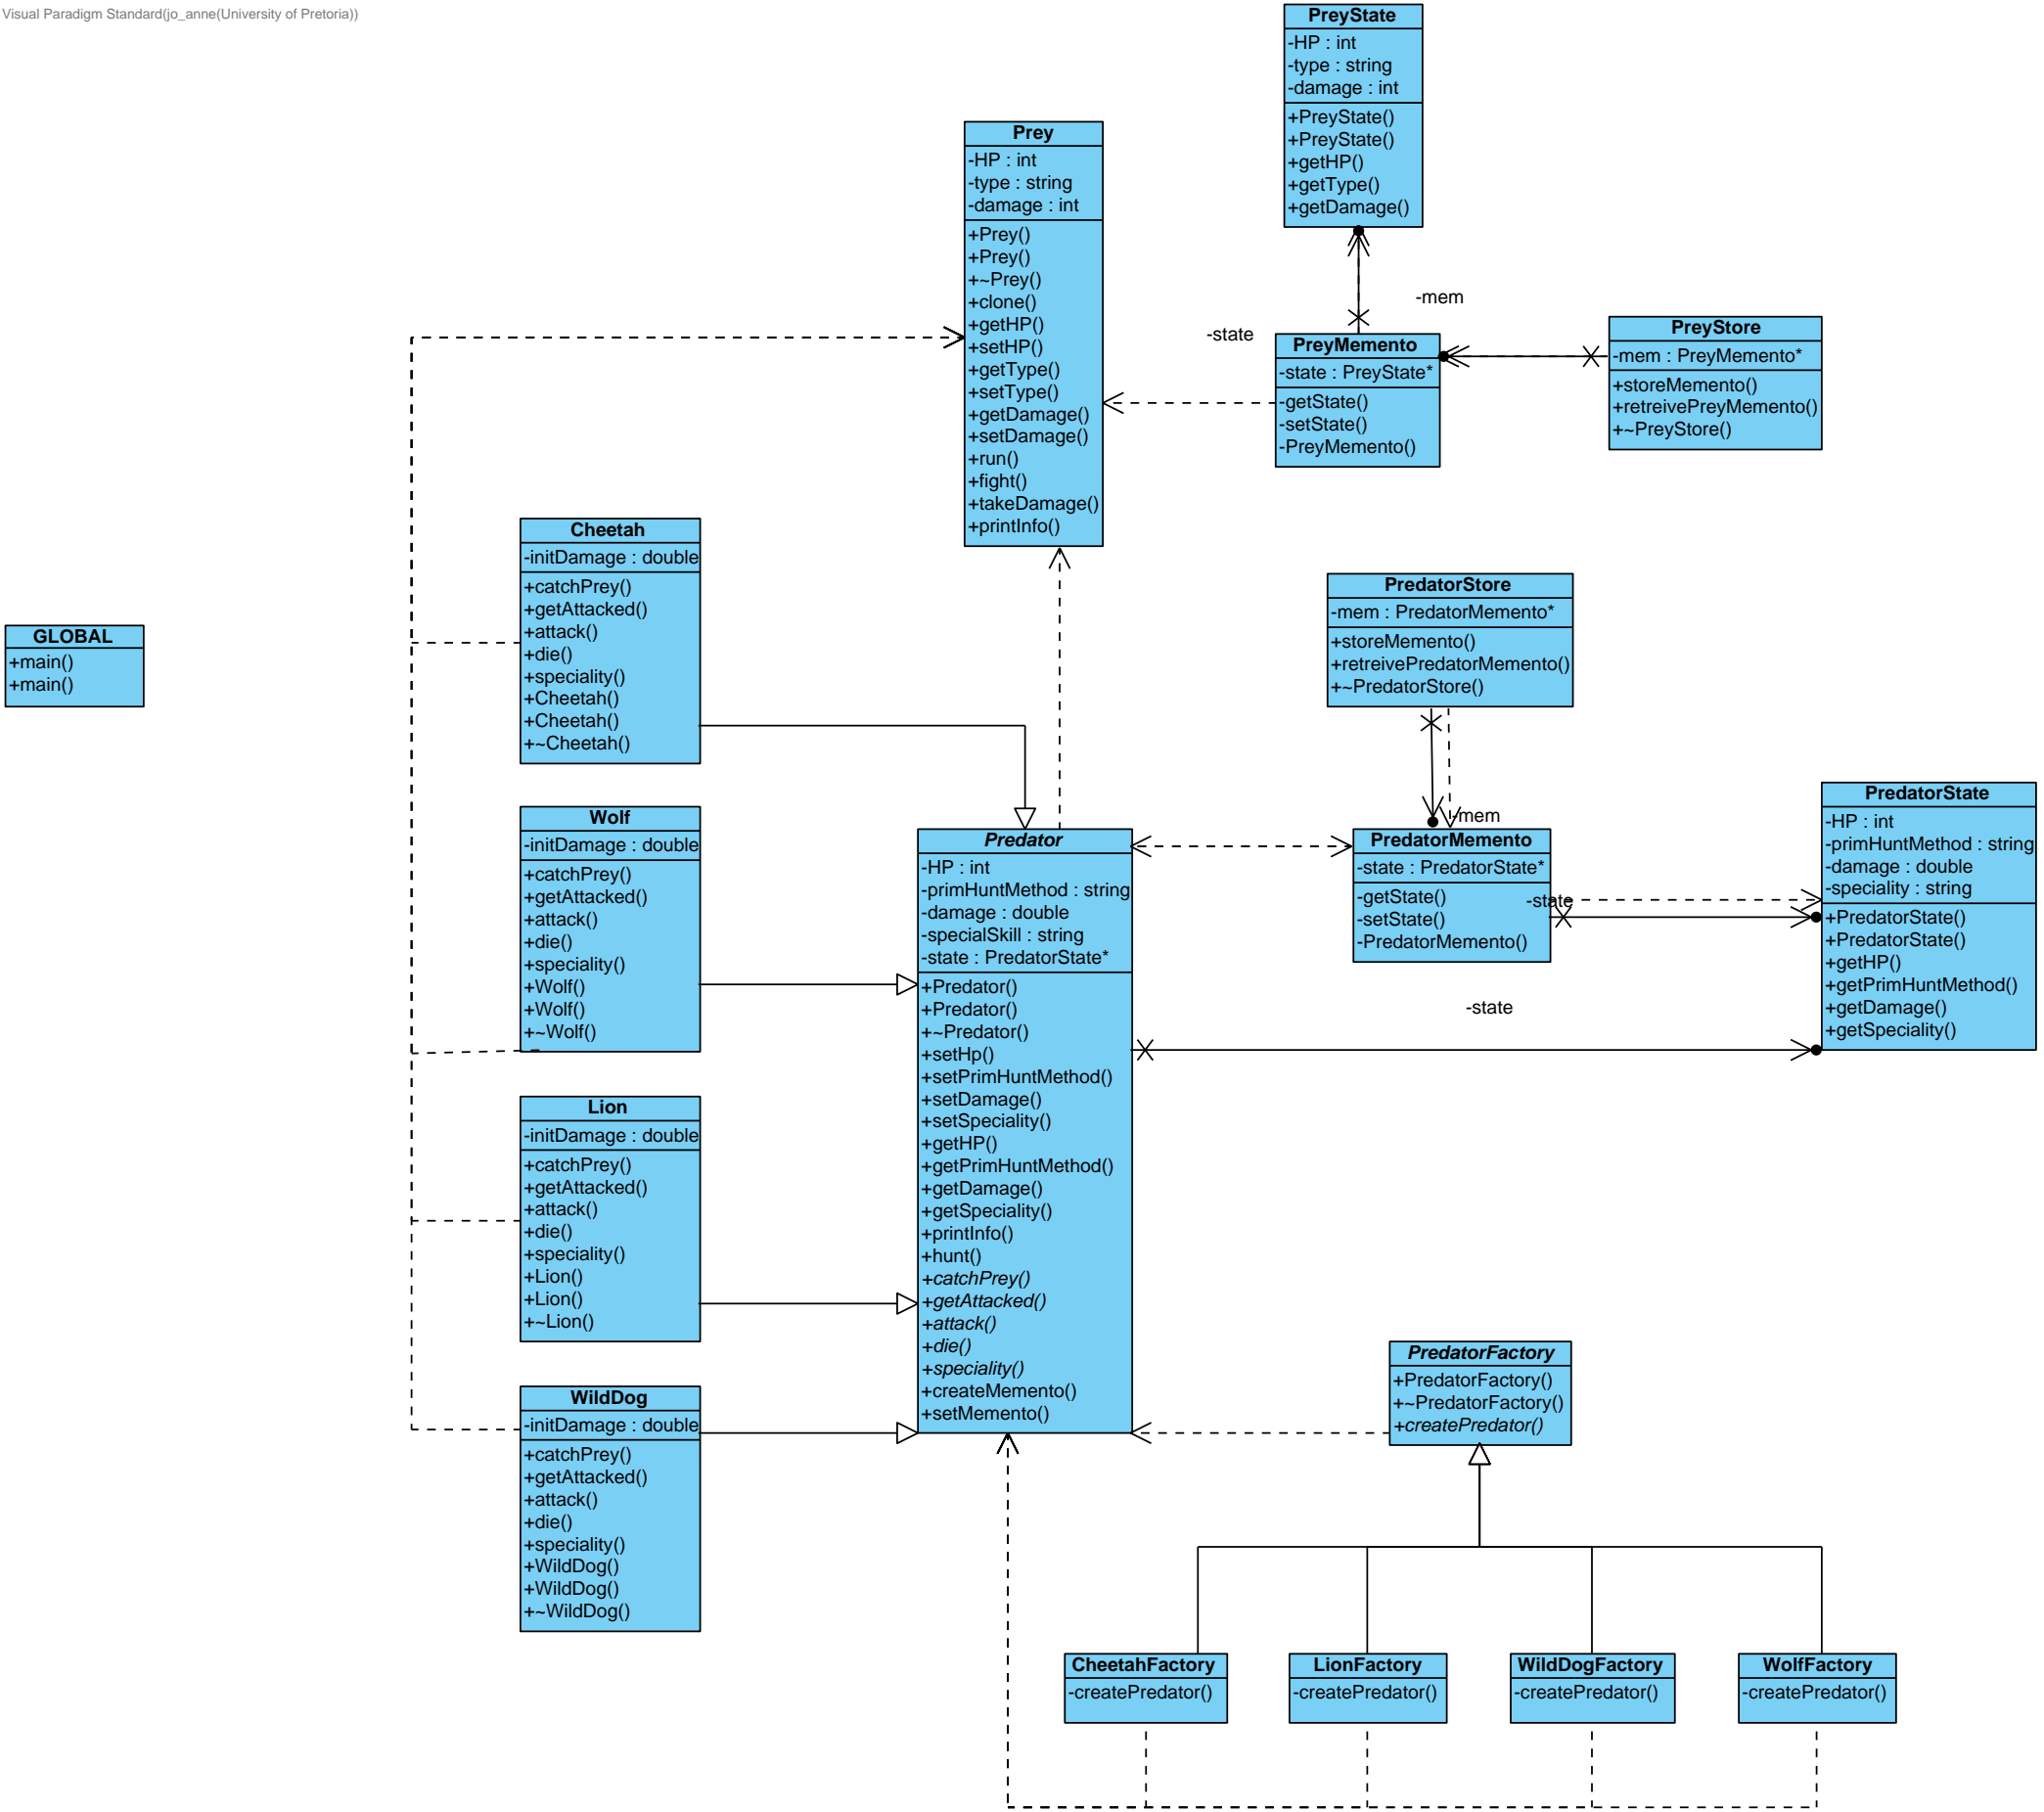 Visual Paradigm Standard(jo_anne(University of Pretoria))
PreyState
-HP : int
-type : string
-damage : int
+PreyState()
+PreyState()
+getHP()
+getType()
+getDamage()
Prey
-HP : int
-type : string
-damage : int
+Prey()
+Prey()
+~Prey()
+clone()
+getHP()
+setHP()
+getType()
+setType()
+getDamage()
+setDamage()
+run()
+fight()
+takeDamage()
+printInfo()
-mem
-state
PreyMemento
-state : PreyState*
-getState()
-setState()
-PreyMemento()
PreyStore
-mem : PreyMemento*
+storeMemento()
+retreivePreyMemento()
+~PreyStore()
GLOBAL
+main()
+main()
Cheetah
-initDamage : double
+catchPrey()
+getAttacked()
+attack()
+die()
+speciality()
+Cheetah()
+Cheetah()
+~Cheetah()
PredatorStore
-mem : PredatorMemento*
+storeMemento()
+retreivePredatorMemento()
+~PredatorStore()
Wolf
-initDamage : double
+catchPrey()
+getAttacked()
+attack()
+die()
+speciality()
+Wolf()
+Wolf()
+~Wolf()
Predator
-HP : int
-primHuntMethod : string
-damage : double
-specialSkill : string
-state : PredatorState*
+Predator()
+Predator()
+~Predator()
+setHp()
+setPrimHuntMethod()
+setDamage()
+setSpeciality()
+getHP()
+getPrimHuntMethod()
+getDamage()
+getSpeciality()
+printInfo()
+hunt()
+catchPrey()
+getAttacked()
+attack()
+die()
+speciality()
+createMemento()
+setMemento()
-mem
PredatorMemento
-state : PredatorState*
-getState()
-setState()
-PredatorMemento()
-state
PredatorState
-HP : int
-primHuntMethod : string
-damage : double
-speciality : string
+PredatorState()
+PredatorState()
+getHP()
+getPrimHuntMethod()
+getDamage()
+getSpeciality()
-state
Lion
-initDamage : double
+catchPrey()
+getAttacked()
+attack()
+die()
+speciality()
+Lion()
+Lion()
+~Lion()
WildDog
-initDamage : double
+catchPrey()
+getAttacked()
+attack()
+die()
+speciality()
+WildDog()
+WildDog()
+~WildDog()
PredatorFactory
+PredatorFactory()
+~PredatorFactory()
+createPredator()
CheetahFactory
-createPredator()
LionFactory
-createPredator()
WildDogFactory
-createPredator()
WolfFactory
-createPredator()